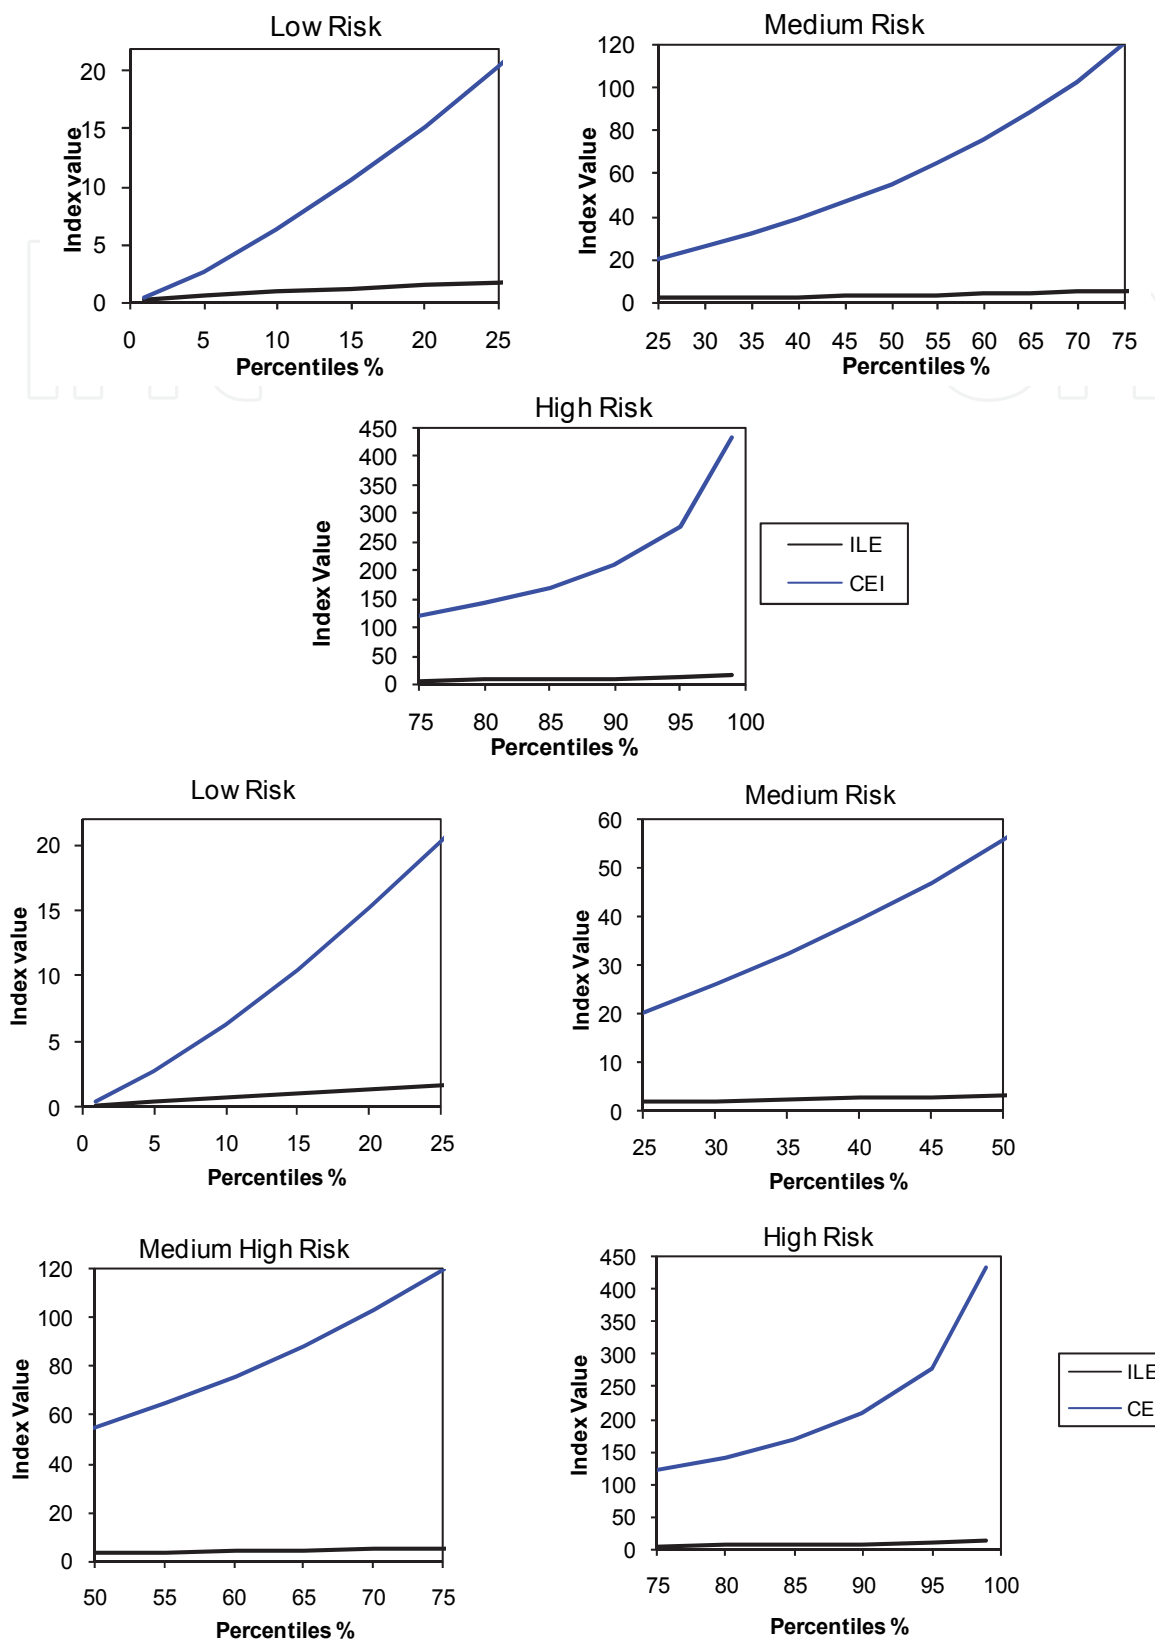 Low Risk
20
15
10
5
0
Index value
0 5 10 15 20 25
Percentiles %
Medium Risk
120
100
80
60
40
20
0
Index Value
25 30 35 40 45 50 55 60 65 70 75
Percentiles %
High Risk
450
400
350
300
250
200
150
100
50
0
Index Value
75 80 85 90 95 100
Percentiles %
ILE
CEI
Low Risk
20
15
10
5
0
Index value
0 5 10 15 20 25
Percentiles %
Medium Risk
60
50
40
30
20
10
0
Index Value
25 30 35 40 45 50
Percentiles %
Medium High Risk
120
100
80
60
40
20
0
Index Value
50 55 60 65 70 75
Percentiles %
High Risk
450
400
350
300
250
200
150
100
50
0
Index Value
75 80 85 90 95 100
Percentiles %
ILE
CE